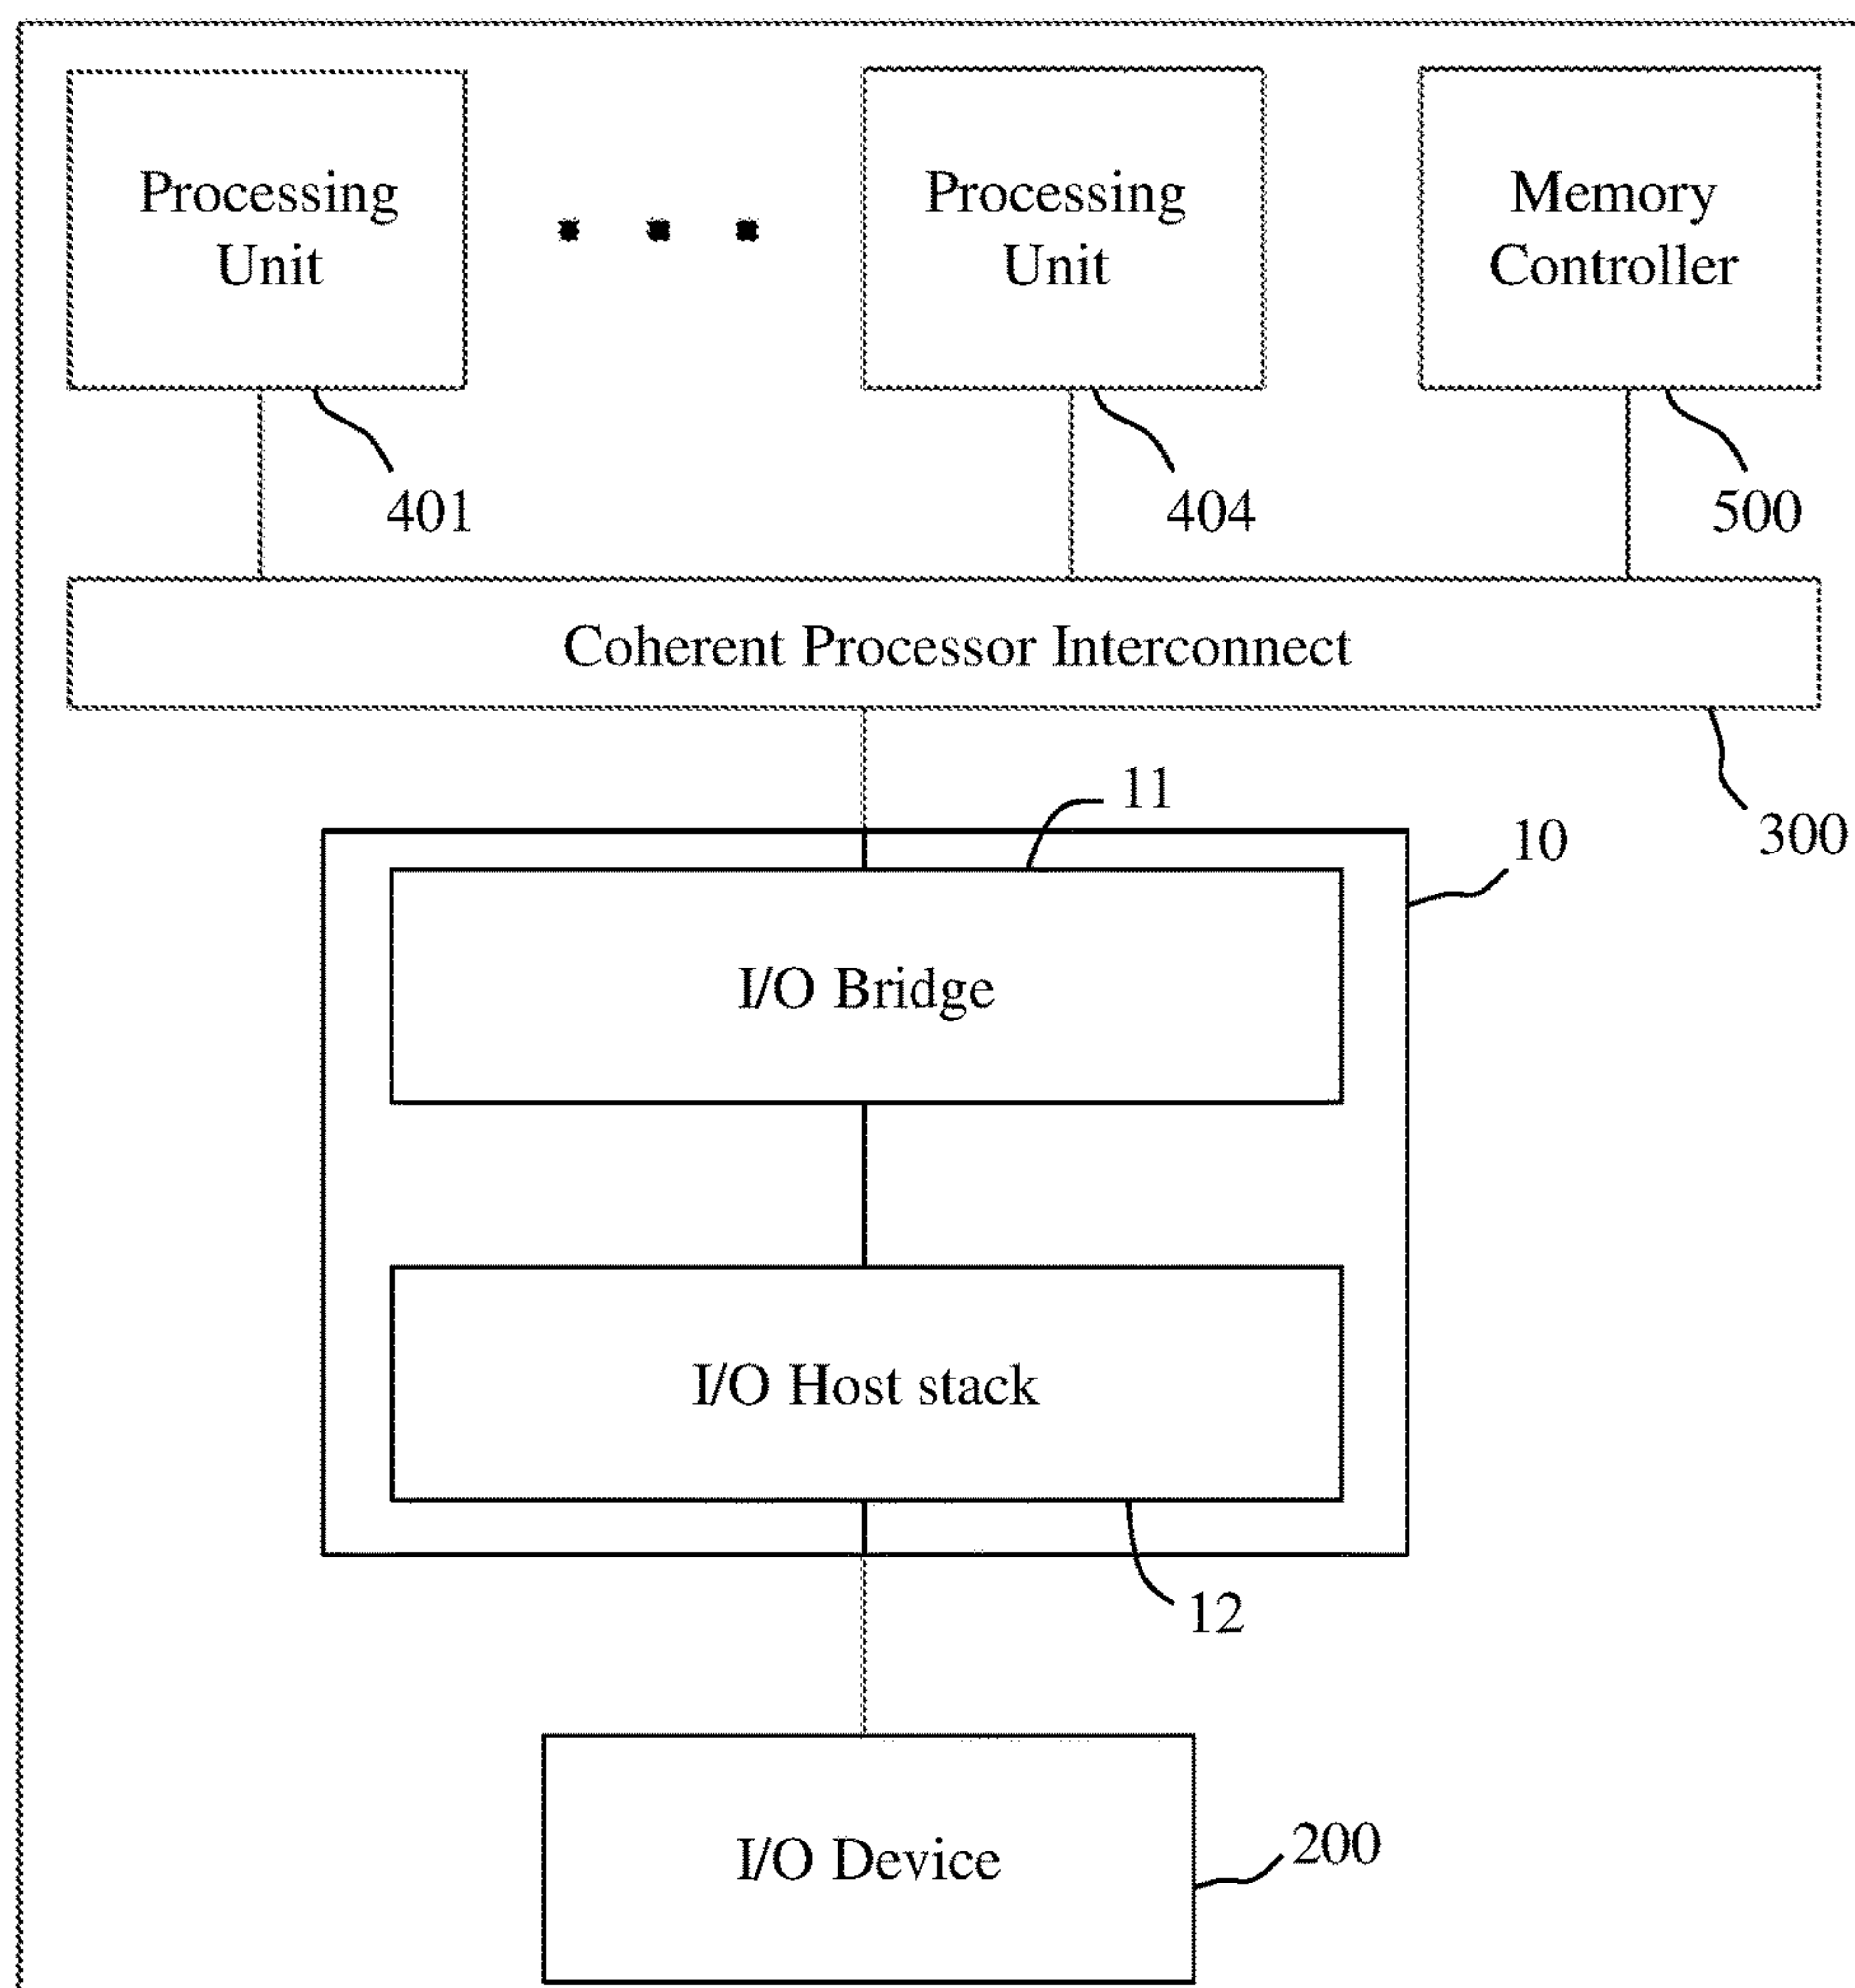 Processing
Unit
Processing
Unit
Memory
Controller
401
404
500
Coherent Processor Interconnect
300
11
10
I/O Bridge
I/O Host stack
12
I/O Device
200